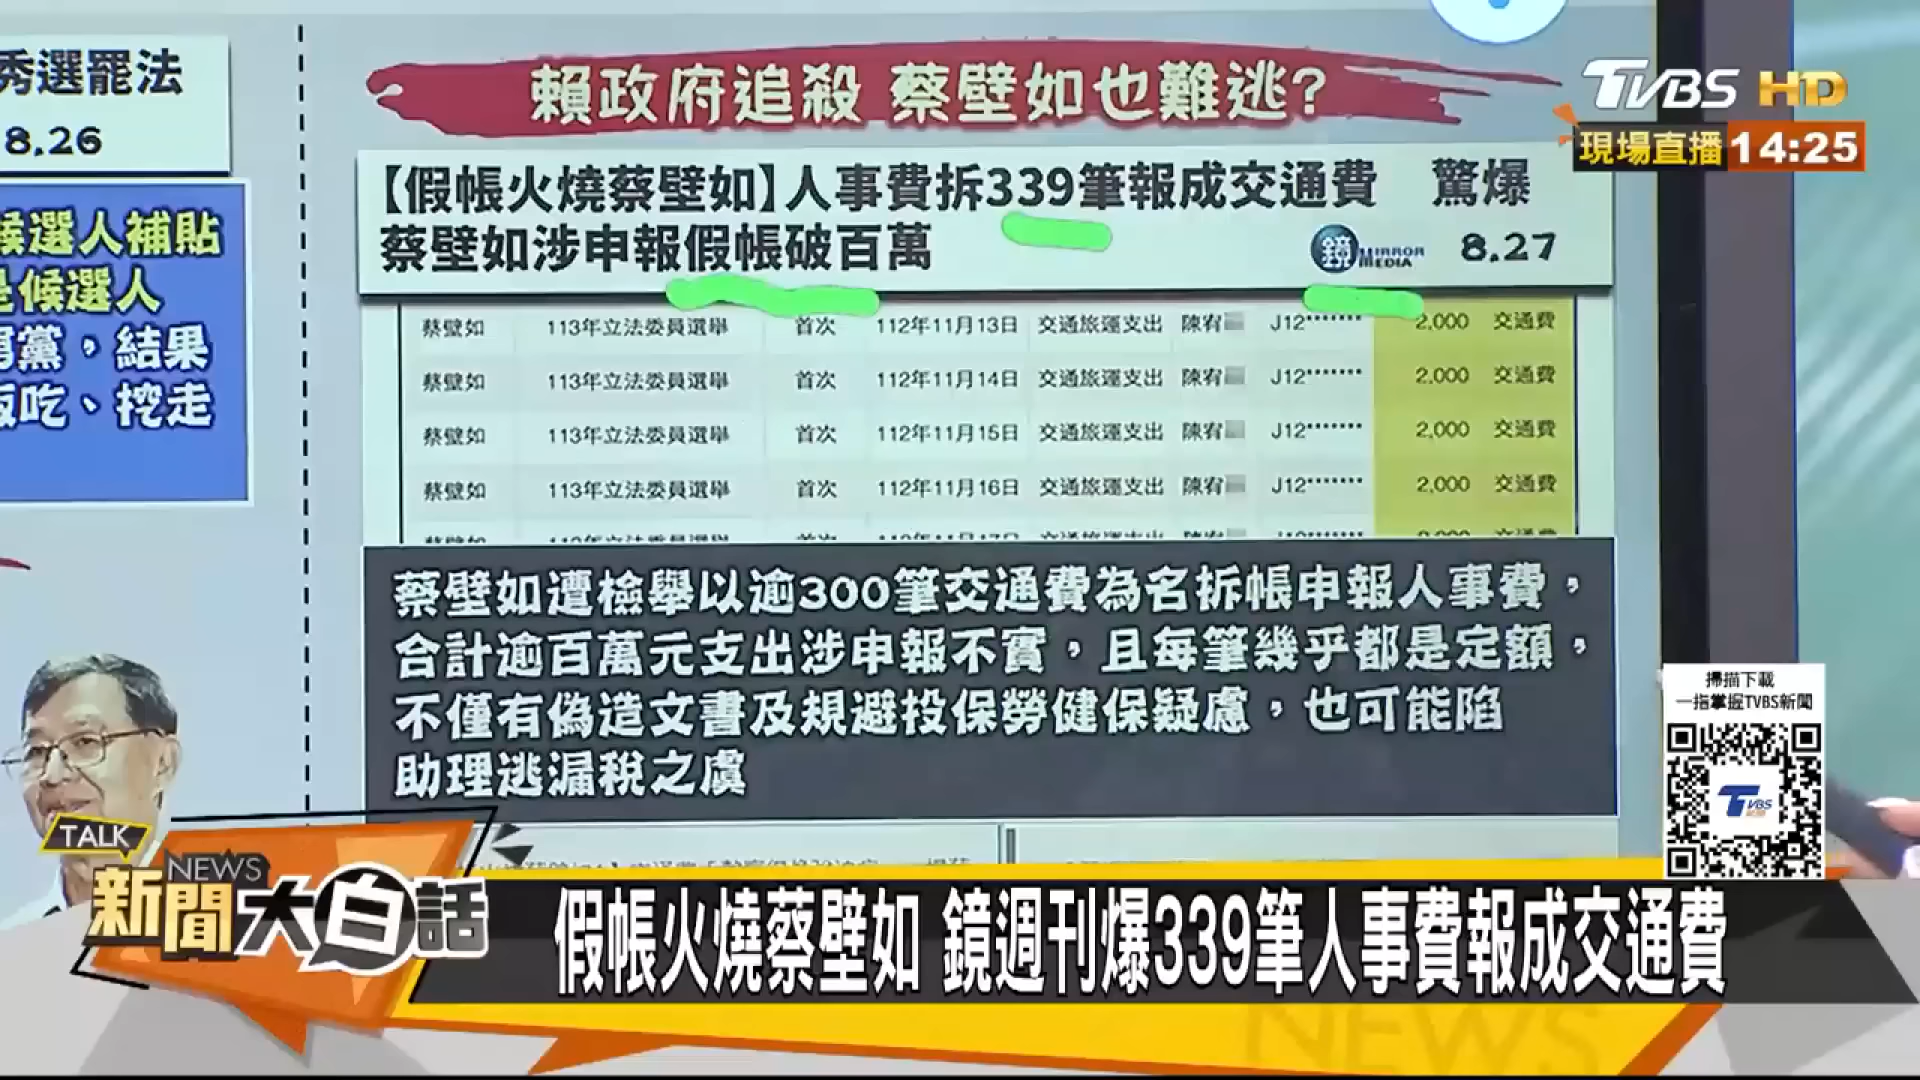 秀選罷法
8.26
候選人補貼
是候選人
黨，結果
吃、挖走
賴政府追殺 蔡壁如也難逃?
【假帳火燒蔡壁如】人事費拆339筆報成交通費 驚爆
蔡壁如涉申報假帳破百萬
鏡 MIRROR MEDIA 8.27
蔡壁如 113年立法委員選舉 首次 112年11月13日 交通旅運支出 陳宥 J12******* 2,000 交通費
蔡壁如 113年立法委員選舉 首次 112年11月14日 交通旅運支出 陳宥 J12******* 2,000 交通費
蔡壁如 113年立法委員選舉 首次 112年11月15日 交通旅運支出 陳宥 J12******* 2,000 交通費
蔡壁如 113年立法委員選舉 首次 112年11月16日 交通旅運支出 陳宥 J12******* 2,000 交通費
蔡壁如遭檢舉以逾300筆交通費為名拆帳申報人事費，
合計逾百萬元支出涉申報不實，且每筆幾乎都是定額，
不僅有偽造文書及規避投保勞健保疑慮，也可能陷
助理逃漏稅之虞
TVBS HD
現場直播 14:25
掃描下載
一指掌握TVBS新聞
TVBS
TALK
NEWS
新聞大白話
假帳火燒蔡壁如 鏡週刊爆339筆人事費報成交通費
NEWS